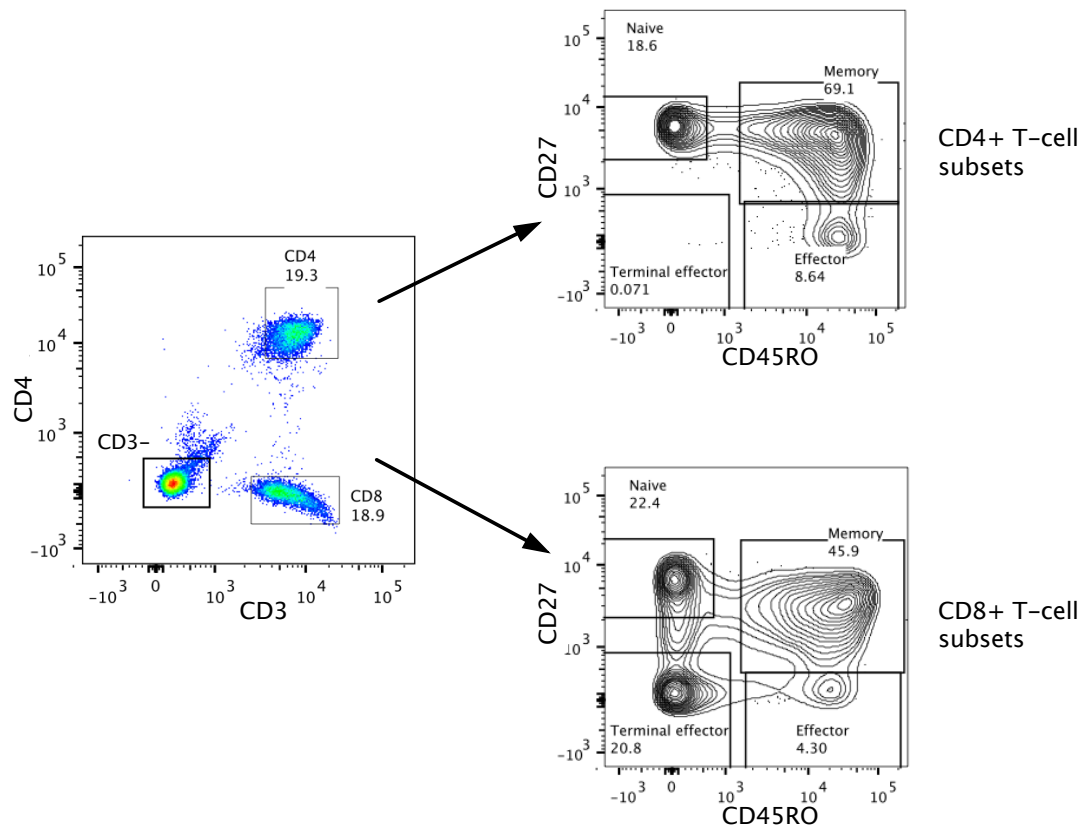 Naive
18.6
Memory
69.1
Terminal effector
0.071
Effector
8.64
10^5
10^4
10^3
-10^3
CD27
-10^3
0
10^3
10^4
10^5
CD45RO
CD4+ T-cell
subsets
CD4
19.3
CD3-
CD8
18.9
10^5
10^4
10^3
-10^3
CD4
-10^3
0
10^3
10^4
10^5
CD3
Naive
22.4
Memory
45.9
Terminal effector
20.8
Effector
4.30
10^5
10^4
10^3
-10^3
CD27
-10^3
0
10^3
10^4
10^5
CD45RO
CD8+ T-cell
subsets